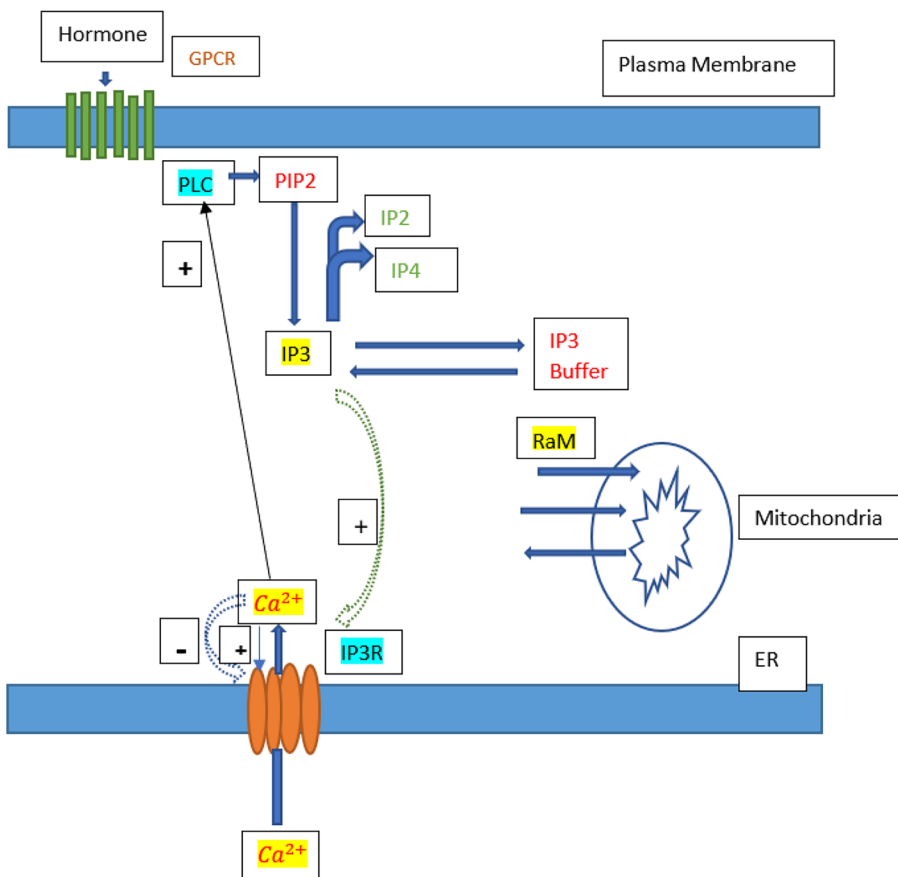 Hormone
GPCR
Plasma Membrane
PLC
PIP2
IP2
IP4
+
IP3
IP3
Buffer
RaM
Mitochondria
+
Ca²⁺
-
+
IP3R
ER
Ca²⁺